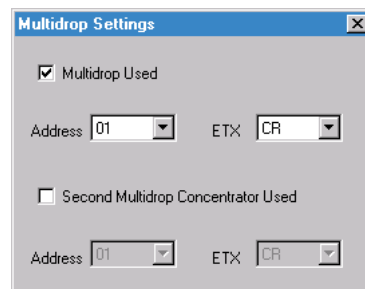 Multidrop Settings
Multidrop Used
Address 01 ETX CR
Second Multidrop Concentrator Used
Address 01 ETX CR